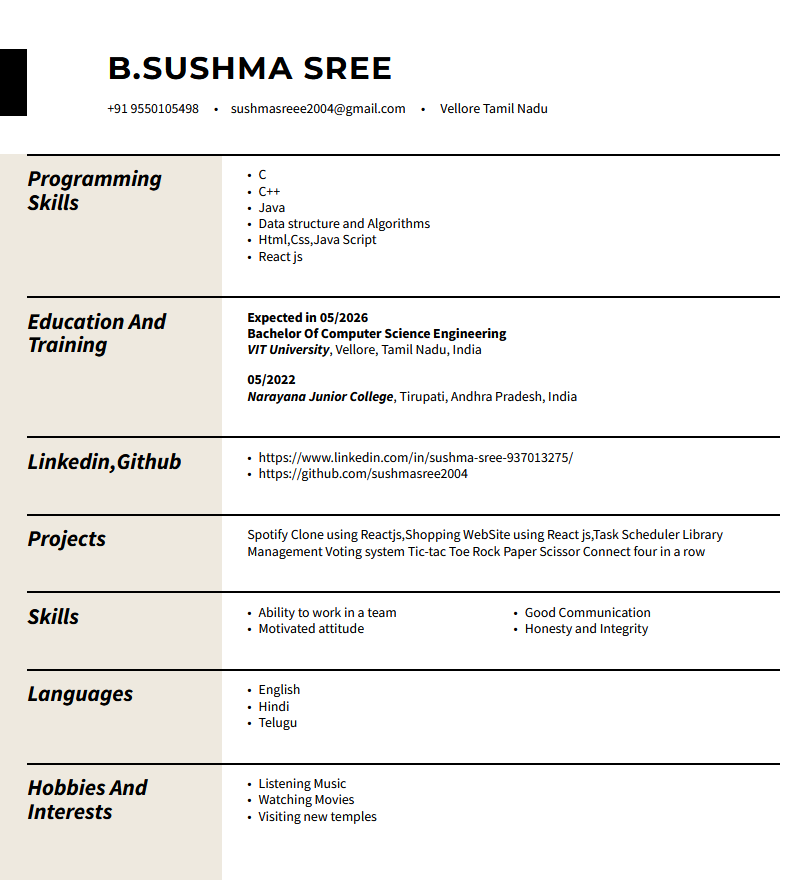 B.SUSHMA SREE
+91 9550105498 • sushmasreee2004@gmail.com • Vellore Tamil Nadu
Programming
Skills
• C
• C++
• Java
• Data structure and Algorithms
• Html,Css,Java Script
• React js
Education And
Training
Expected in 05/2026
Bachelor Of Computer Science Engineering
VIT University, Vellore, Tamil Nadu, India
05/2022
Narayana Junior College, Tirupati, Andhra Pradesh, India
Linkedin,Github
• https://www.linkedin.com/in/sushma-sree-937013275/
• https://github.com/sushmasree2004
Projects
Spotify Clone using Reactjs,Shopping WebSite using React js,Task Scheduler Library
Management Voting system Tic-tac Toe Rock Paper Scissor Connect four in a row
Skills
• Ability to work in a team
• Motivated attitude
• Good Communication
• Honesty and Integrity
Languages
• English
• Hindi
• Telugu
Hobbies And
Interests
• Listening Music
• Watching Movies
• Visiting new temples